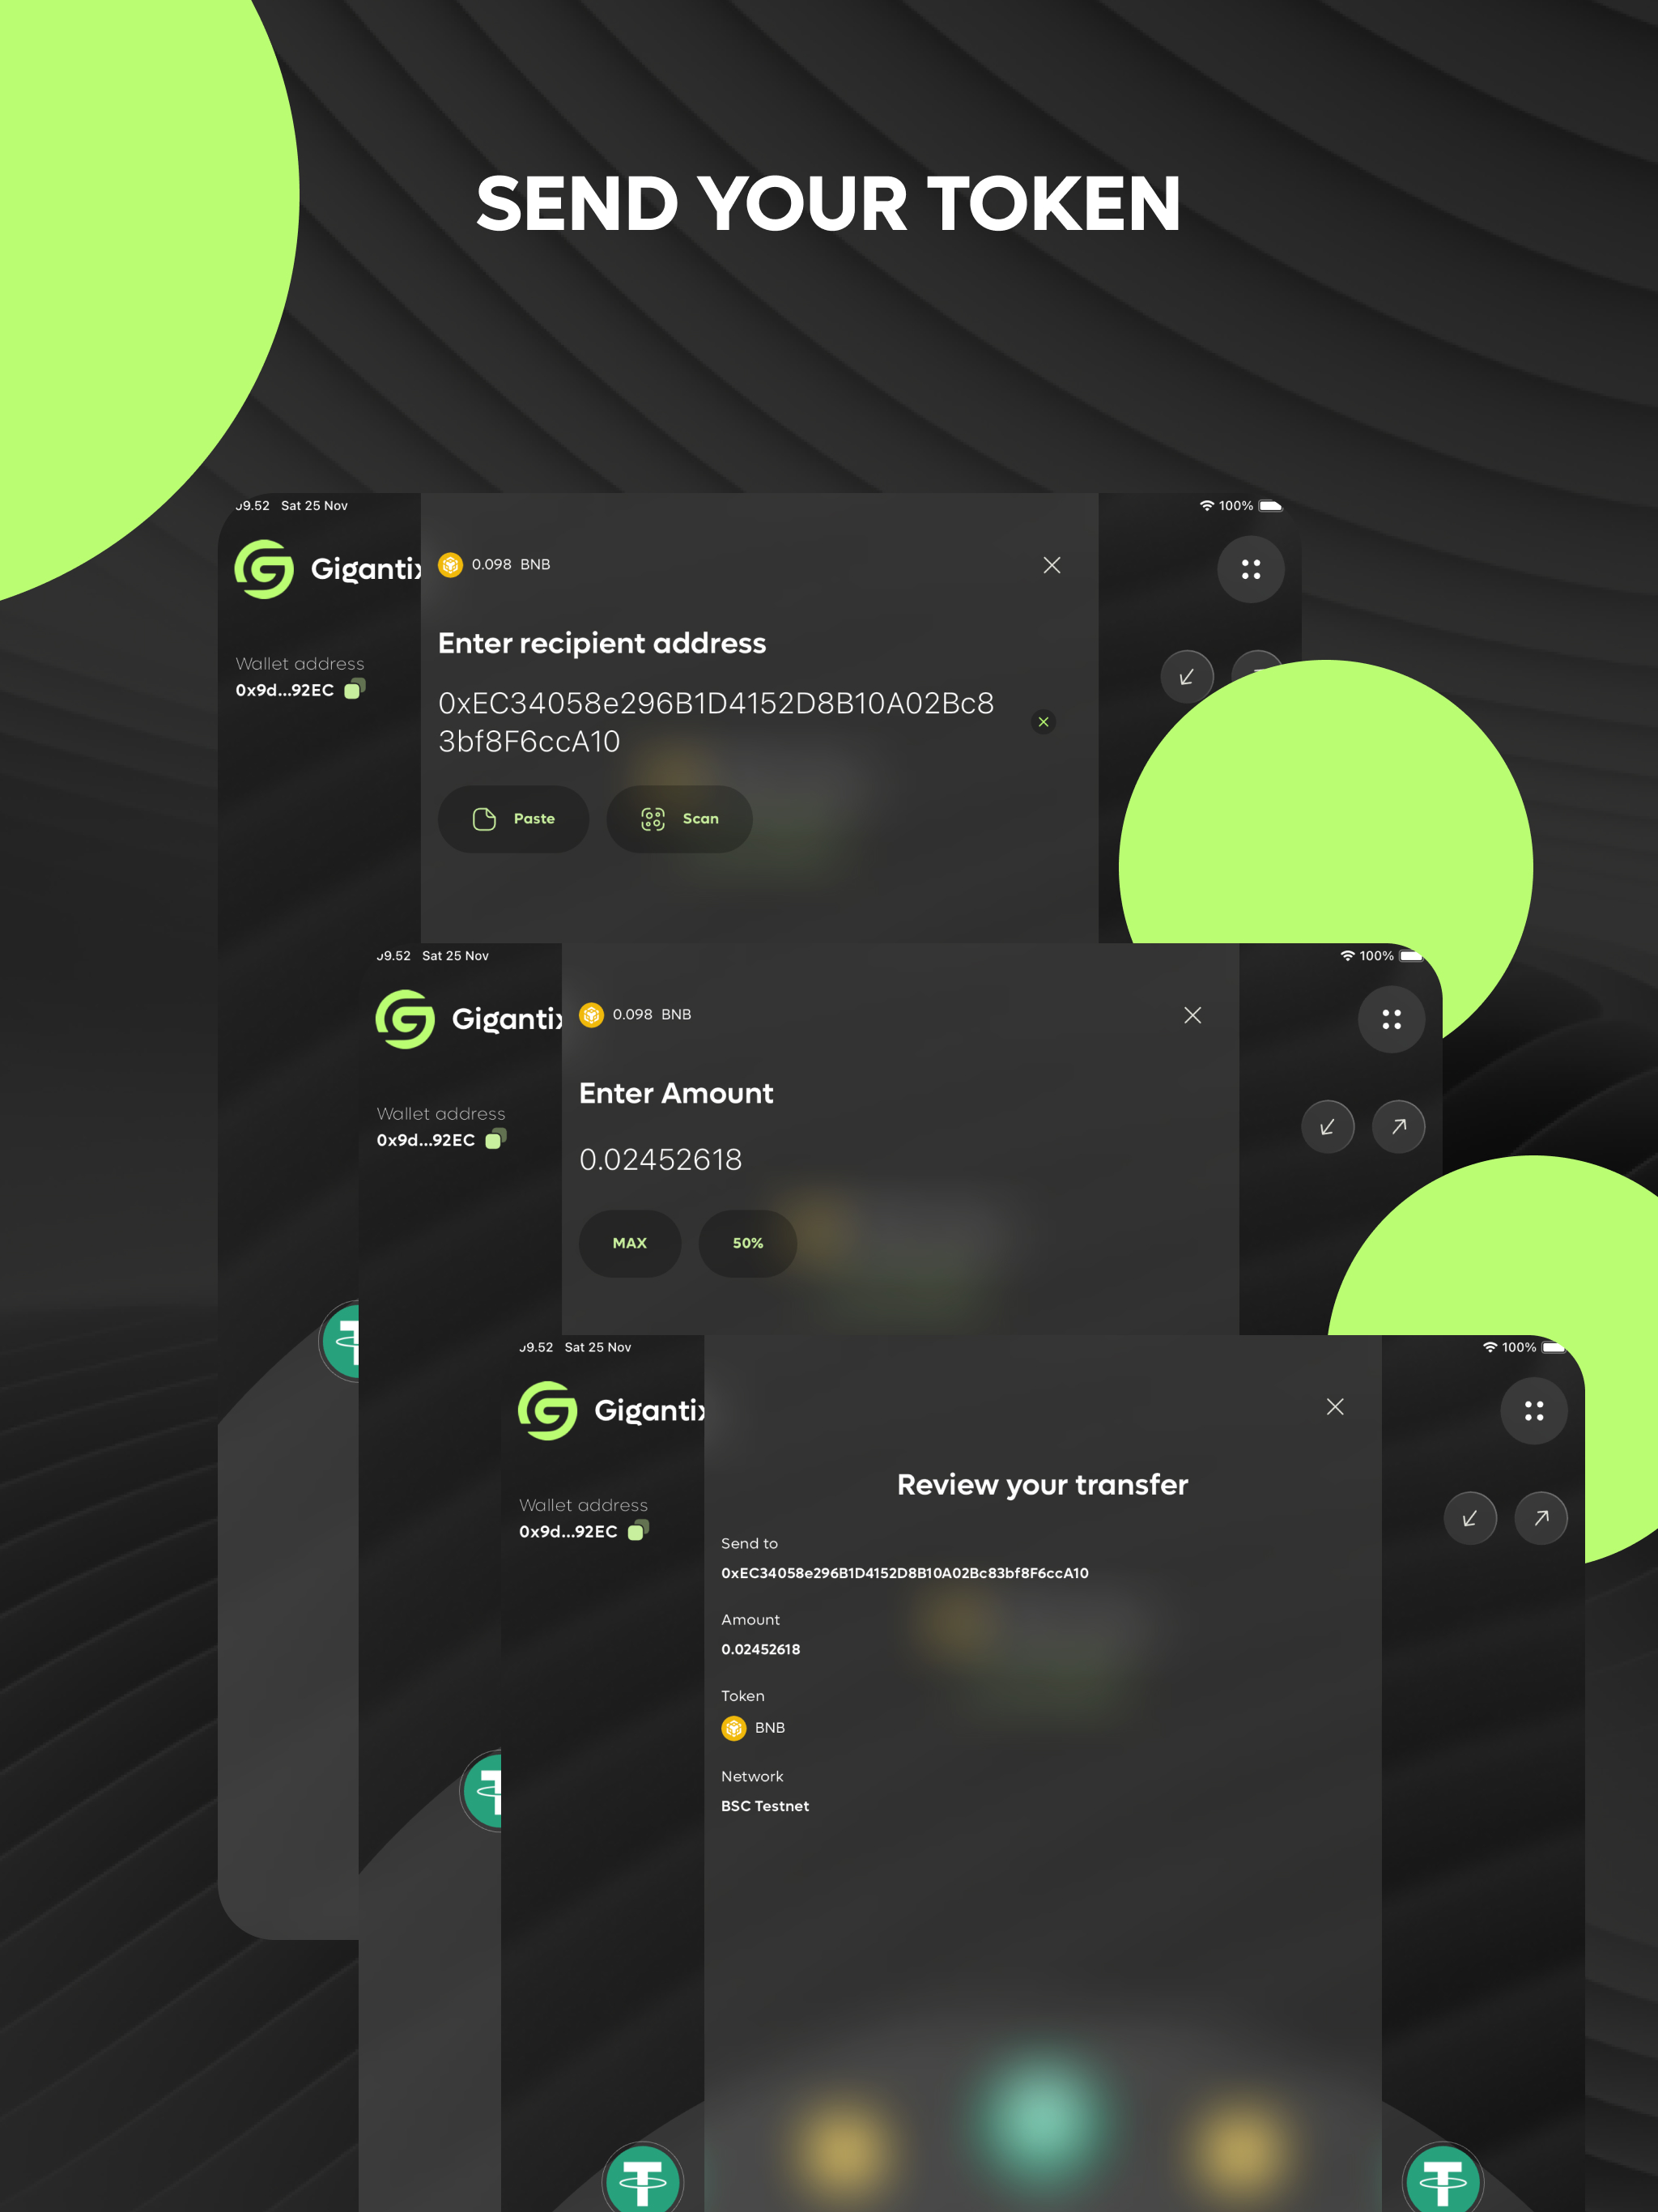 SEND YOUR TOKEN
09.52 Sat 25 Nov
100%
Gigantix
0.098 BNB
Enter recipient address
Wallet address
0x9d...92EC
0xEC34058e296B1D4152D8B10A02Bc8
3bf8F6ccA10
Paste
Scan
09.52 Sat 25 Nov
100%
Gigantix
0.098 BNB
Enter Amount
Wallet address
0x9d...92EC
0.02452618
MAX
50%
09.52 Sat 25 Nov
100%
Gigantix
Review your transfer
Wallet address
0x9d...92EC
Send to
0xEC34058e296B1D4152D8B10A02Bc83bf8F6ccA10
Amount
0.02452618
Token
BNB
Network
BSC Testnet